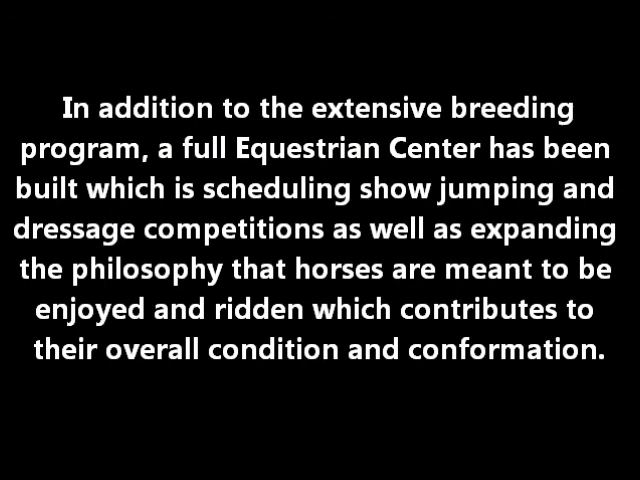 In addition to the extensive breeding
program, a full Equestrian Center has been
built which is scheduling show jumping and
dressage competitions as well as expanding
the philosophy that horses are meant to be
enjoyed and ridden which contributes to
their overall condition and conformation.